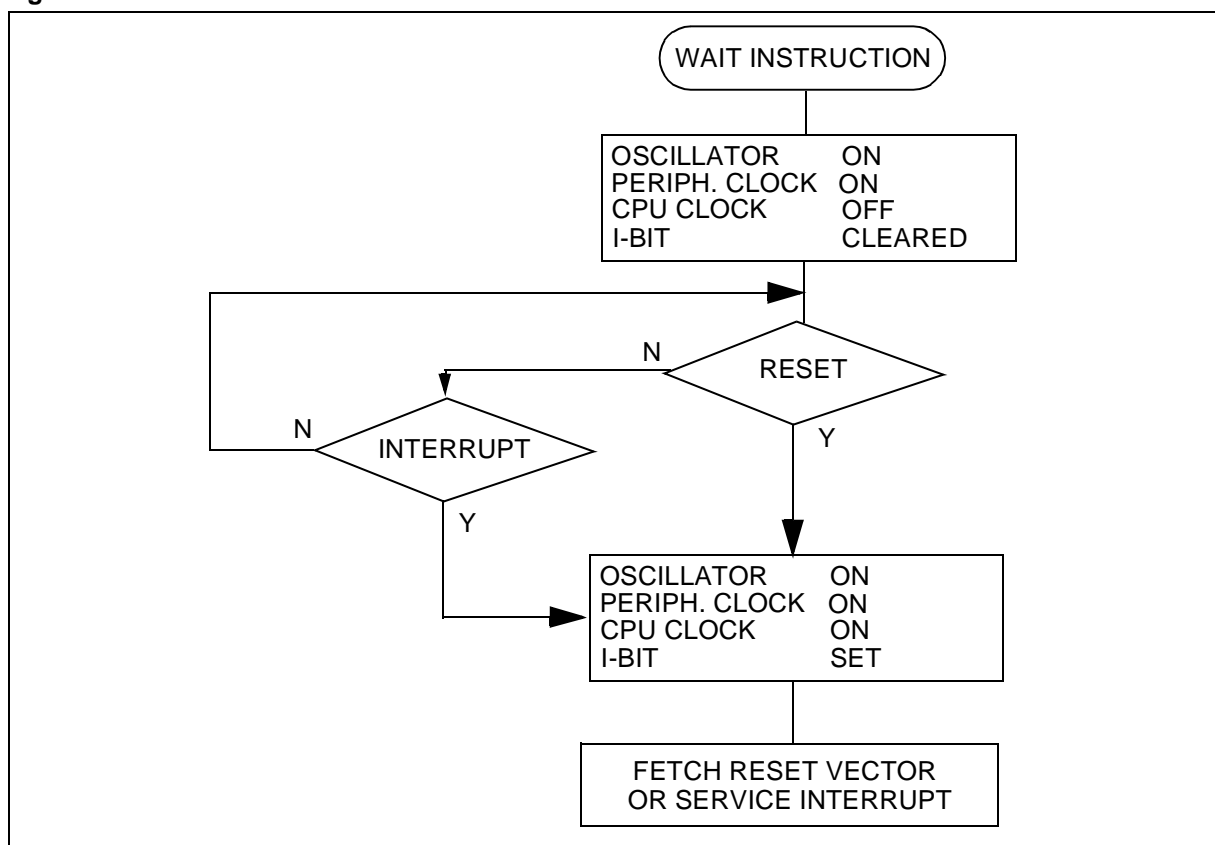 WAIT INSTRUCTION
OSCILLATOR ON
PERIPH. CLOCK ON
CPU CLOCK OFF
I-BIT CLEARED
N
RESET
Y
N
INTERRUPT
Y
OSCILLATOR ON
PERIPH. CLOCK ON
CPU CLOCK ON
I-BIT SET
FETCH RESET VECTOR
OR SERVICE INTERRUPT